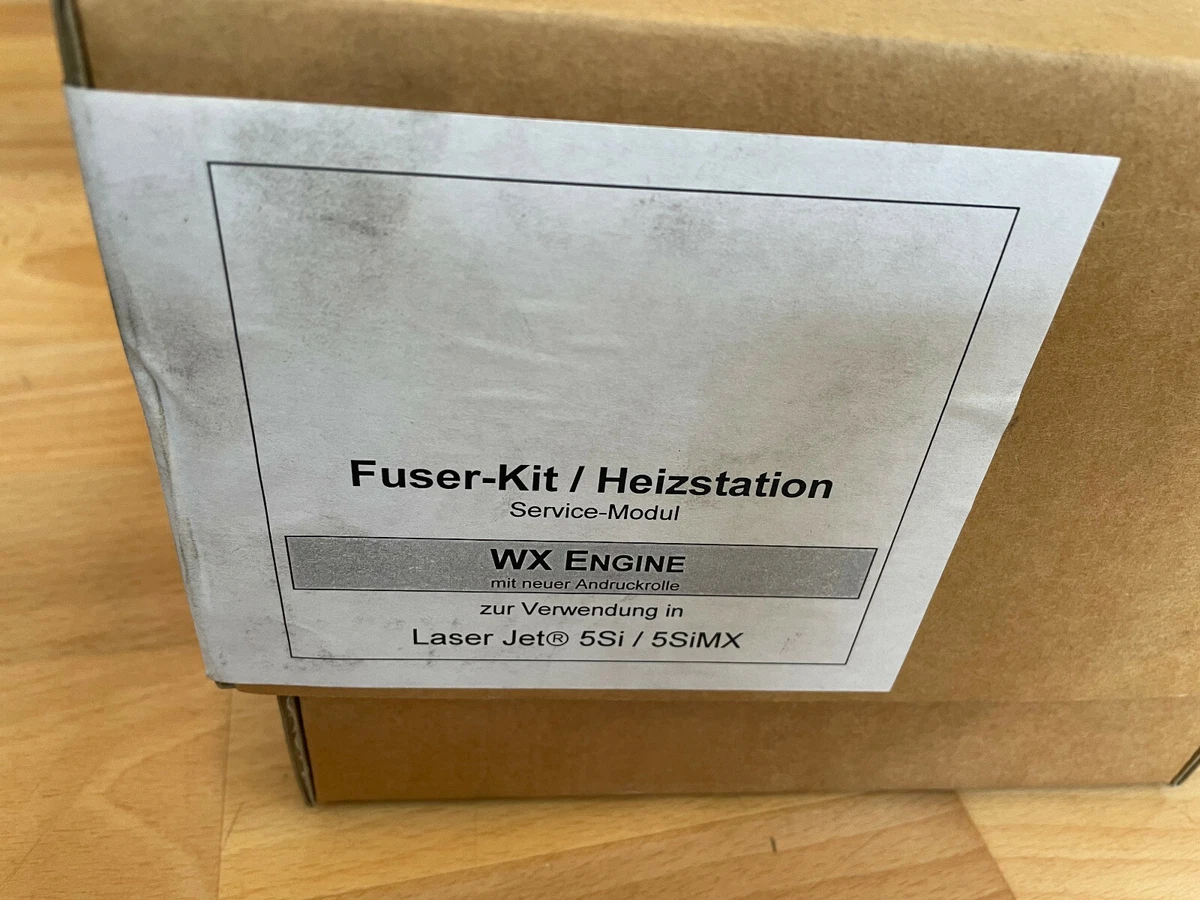 Fuser-Kit / Heizstation
Service-Modul
WX ENGINE
mit neuer Andruckrolle
zur Verwendung in
Laser Jet® 5Si / 5SiMX